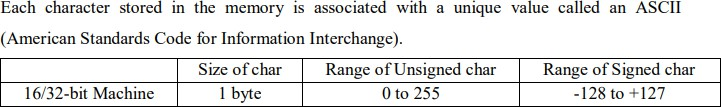 Each character stored in the memory is associated with a unique value called an ASCII
(American Standards Code for Information Interchange).
Size of char Range of Unsigned char Range of Signed char
16/32-bit Machine 1 byte 0 to 255 -128 to +127